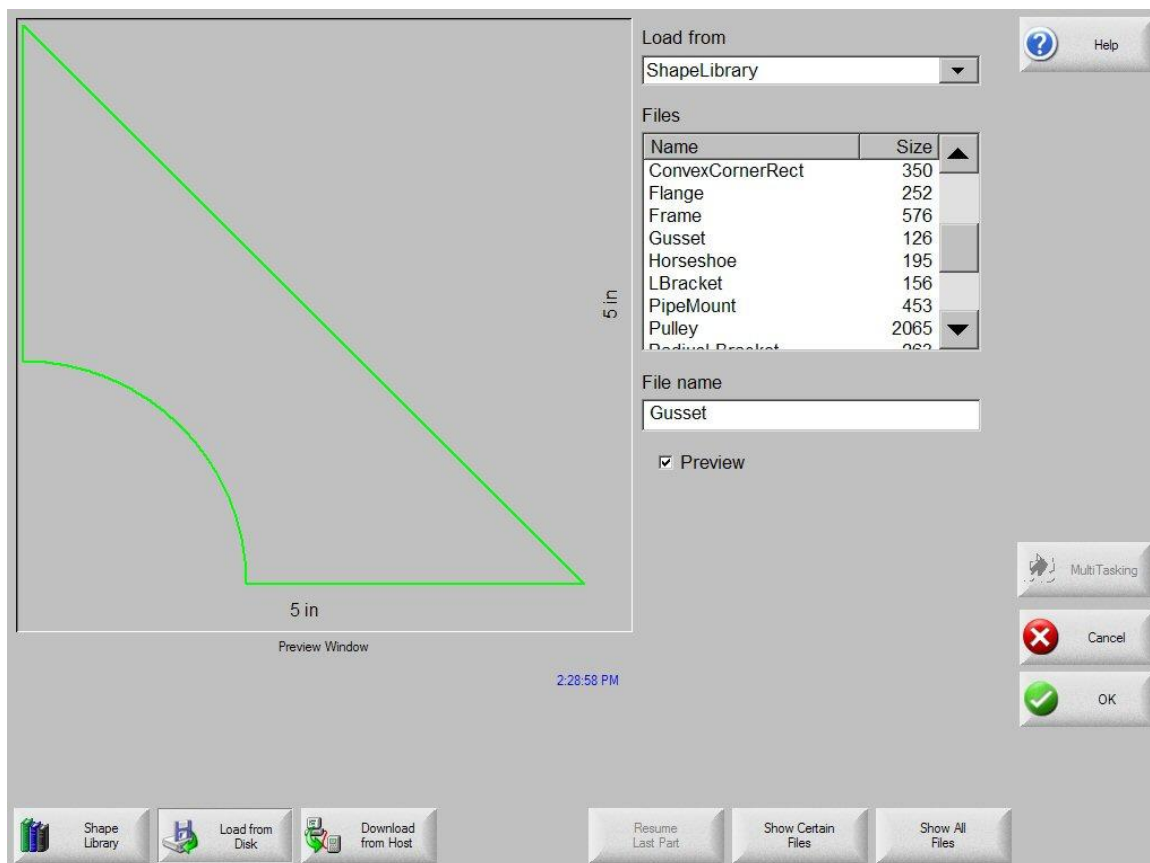 Load from
ShapeLibrary
Help
Files
Name Size
ConvexCornerRect 350
Flange 252
Frame 576
Gusset 126
Horseshoe 195
LBracket 156
PipeMount 453
Pulley 2065
5 in
File name
Gusset
Preview
5 in
Preview Window
2:28:58 PM
MultiTasking
Cancel
OK
Shape
Library
Load from
Disk
Download
from Host
Resume
Last Part
Show Certain
Files
Show All
Files